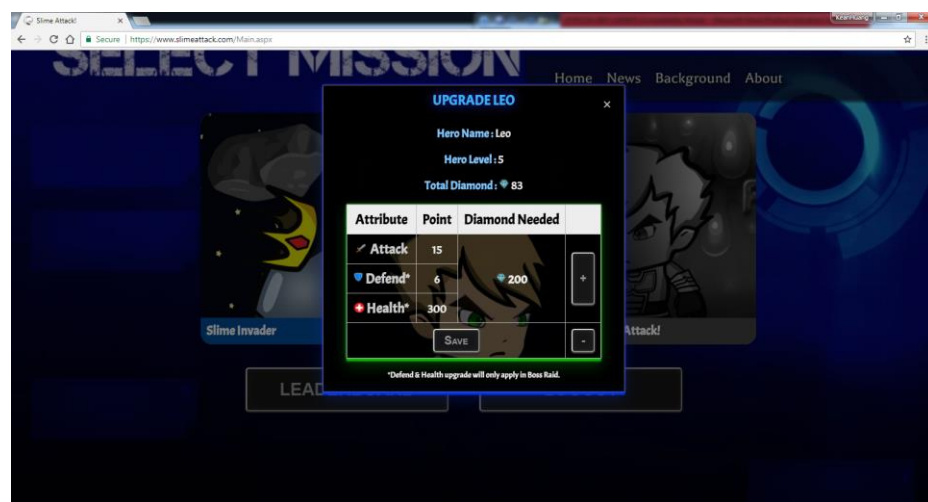 Slime Attack!
Secure | https://www.slimeattack.com/Main.aspx
SELECT MISSION
Home News Background About
UPGRADE LEO ×
Hero Name : Leo
Hero Level : 5
Total Diamond : 83
Attribute Point Diamond Needed
Attack 15
Defend* 6 200 +
Health* 300
SAVE -
*Defend & Health upgrade will only apply in Boss Raid.
Slime Invader
Attack!